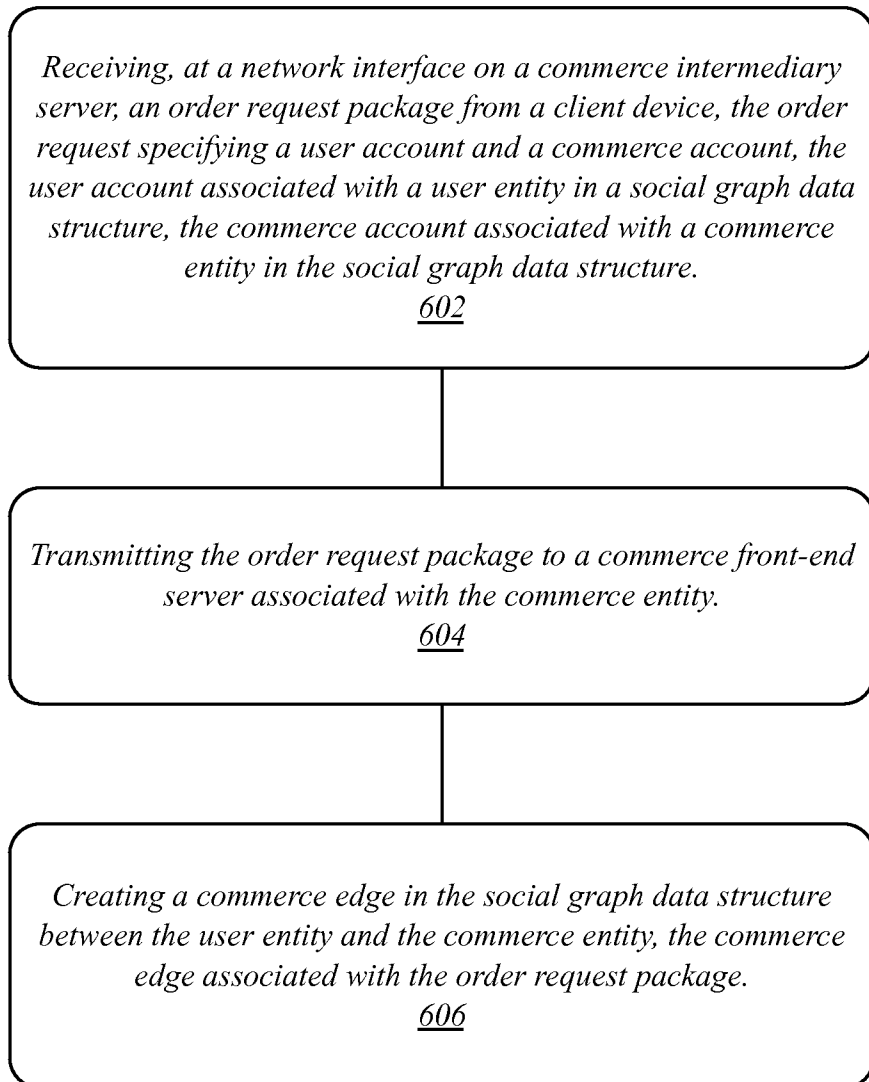 Receiving, at a network interface on a commerce intermediary
server, an order request package from a client device, the order
request specifying a user account and a commerce account, the
user account associated with a user entity in a social graph data
structure, the commerce account associated with a commerce
entity in the social graph data structure.
602
Transmitting the order request package to a commerce front-end
server associated with the commerce entity.
604
Creating a commerce edge in the social graph data structure
between the user entity and the commerce entity, the commerce
edge associated with the order request package.
606